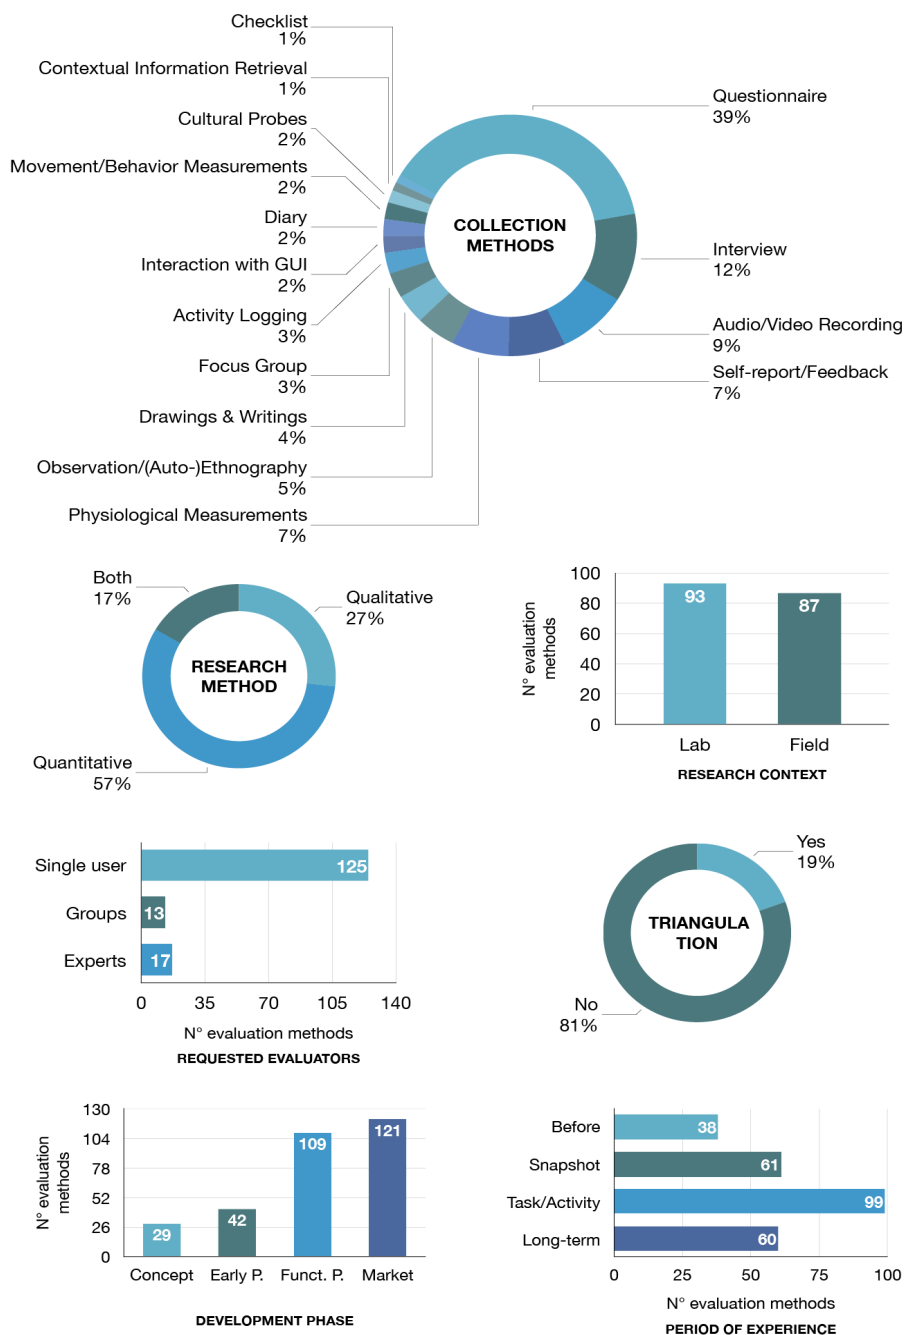 Checklist
1%
Contextual Information Retrieval
1%
Cultural Probes
2%
Movement/Behavior Measurements
2%
Diary
2%
Interaction with GUI
2%
Activity Logging
3%
Focus Group
3%
Drawings & Writings
4%
Observation/(Auto-)Ethnography
5%
Physiological Measurements
7%
COLLECTION
METHODS
Questionnaire
39%
Interview
12%
Audio/Video Recording
9%
Self-report/Feedback
7%
Both
17%
Qualitative
27%
RESEARCH
METHOD
Quantitative
57%
N° evaluation
methods
100
80
60
40
20
0
93
87
Lab
Field
RESEARCH CONTEXT
Single user
125
Groups
13
Experts
17
0 35 70 105 140
N° evaluation methods
REQUESTED EVALUATORS
Yes
19%
TRIANGULA
TION
No
81%
N° evaluation
methods
130
104
78
52
26
0
29
42
109
121
Concept Early P. Funct. P. Market
DEVELOPMENT PHASE
Before
38
Snapshot
61
Task/Activity
99
Long-term
60
0 25 50 75 100
N° evaluation methods
PERIOD OF EXPERIENCE